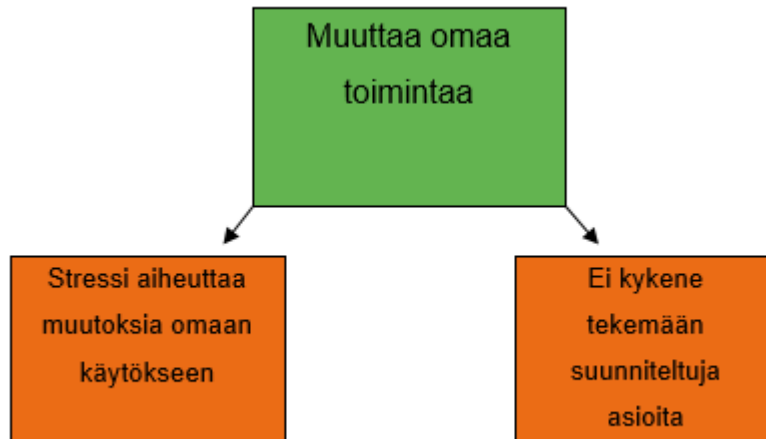 Muuttaa omaa
toimintaa
Stressi aiheuttaa
muutoksia omaan
käytökseen
Ei kykene
tekemään
suunniteltuja
asioita